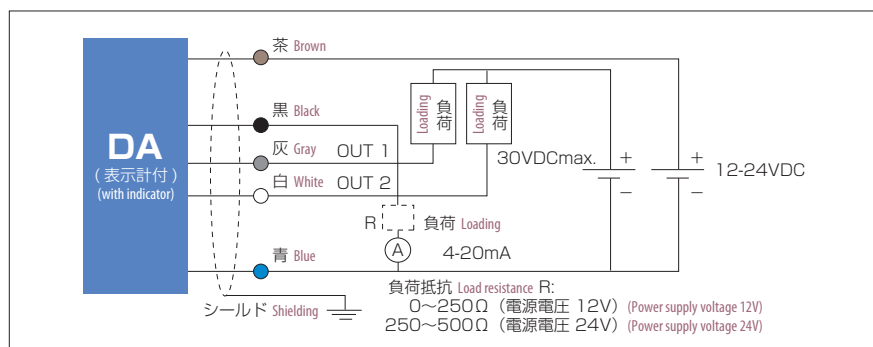 茶 Brown
黒 Black
灰 Gray OUT 1
白 White OUT 2
青 Blue
シールド Shielding
DA
(表示計付)
(with indicator)
Loading 負荷
Loading 負荷
30VDCmax.
+
−
+
−
12-24VDC
R 負荷 Loading
A 4-20mA
負荷抵抗 Load resistance R:
0〜250Ω (電源電圧 12V) (Power supply voltage 12V)
250〜500Ω (電源電圧 24V) (Power supply voltage 24V)